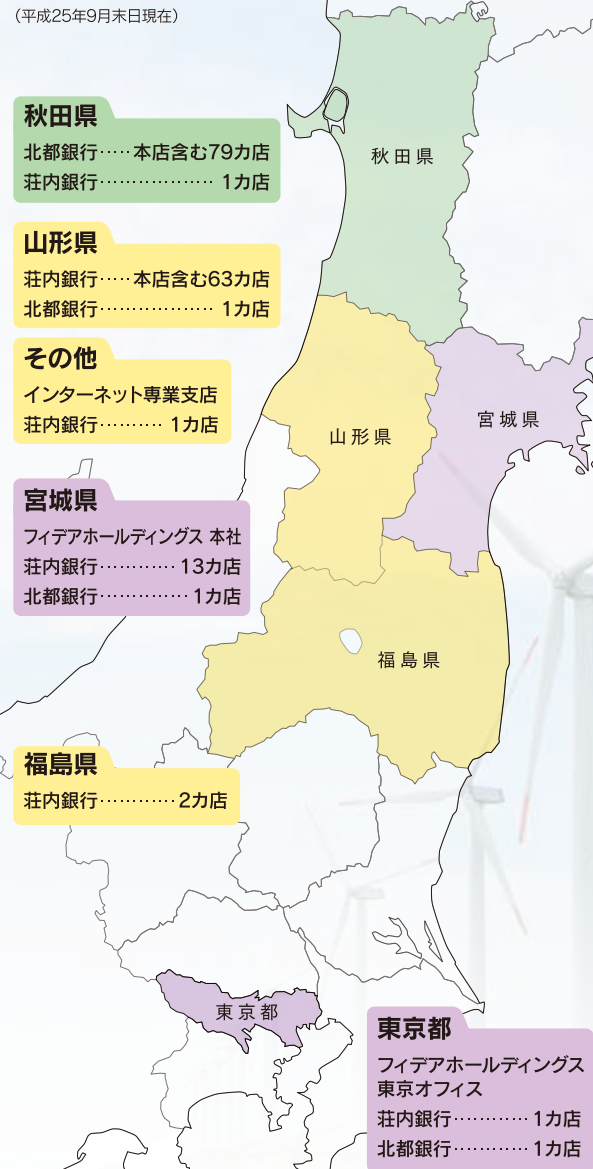 （平成25年9月末日現在）
秋田県
北都銀行‥‥‥本店含む79カ店
荘内銀行‥‥‥‥‥‥‥‥‥ 1カ店
山形県
荘内銀行‥‥‥本店含む63カ店
北都銀行‥‥‥‥‥‥‥‥‥ 1カ店
その他
インターネット専業支店
荘内銀行‥‥‥‥‥ 1カ店
宮城県
フィデアホールディングス 本社
荘内銀行‥‥‥‥‥‥ 13カ店
北都銀行‥‥‥‥‥‥‥ 1カ店
福島県
荘内銀行‥‥‥‥‥‥2カ店
東京都
フィデアホールディングス
東京オフィス
荘内銀行‥‥‥‥‥‥ 1カ店
北都銀行‥‥‥‥‥‥ 1カ店
秋田県
山形県
宮城県
福島県
東京都